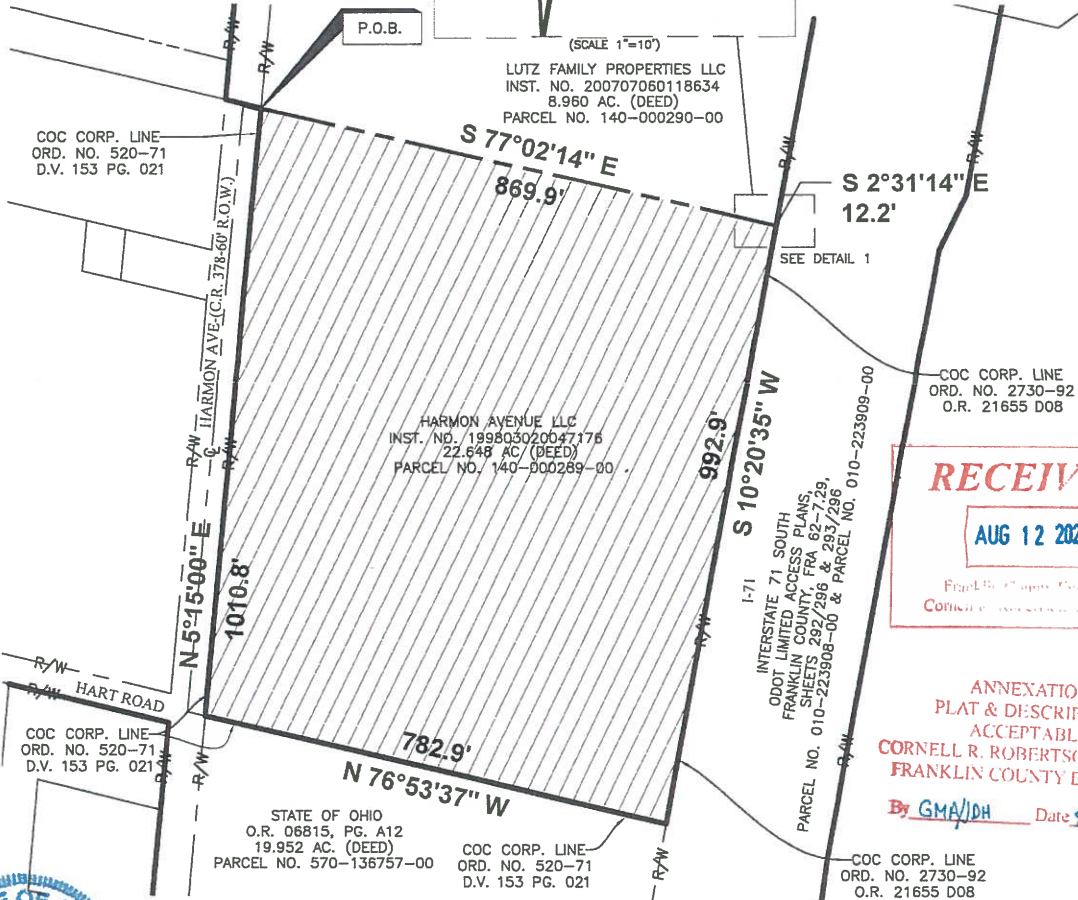 R/W
R/W
P.O.B.
(SCALE 1"=10')
LUTZ FAMILY PROPERTIES LLC
INST. NO. 200707060118634
8.960 AC. (DEED)
PARCEL NO. 140-000290-00
COC CORP. LINE
ORD. NO. 520-71
D.V. 153 PG. 021
S 77°02'14" E
869.9'
R/W
R/W
S 2°31'14" E
12.2'
SEE DETAIL 1
HARMON AVE (C.R. 378-60' R.O.W.)
COC CORP. LINE
ORD. NO. 2730-92
O.R. 21655 D08
HARMON AVENUE LLC
INST. NO. 199803020047176
22.648 AC (DEED)
PARCEL NO. 140-000289-00
R/W
R/W
992.9'
S 10°20'35" W
I-71
INTERSTATE 71 SOUTH
ODOT LIMITED ACCESS PLANS,
FRANKLIN COUNTY, FRA 62-7.29,
SHEETS 292/296 & 293/296
PARCEL NO. 010-223908-00 & PARCEL NO. 010-223909-00
RECEIV
AUG 12 202
N 5°15'00" E
1010.8'
R/W
R/W
R/W
HART ROAD
R/W
COC CORP. LINE
ORD. NO. 520-71
D.V. 153 PG. 021
R/W
R/W
782.9'
N 76°53'37" W
R/W
ANNEXATIO
PLAT & DESCRI
ACCEPTABL
CORNELL R. ROBERTSO
FRANKLIN COUNTY
By GMA/JDH Date
STATE OF OHIO
O.R. 06815, PG. A12
19.952 AC. (DEED)
PARCEL NO. 570-136757-00
COC CORP. LINE
ORD. NO. 520-71
D.V. 153 PG. 021
R/W
COC CORP. LINE
ORD. NO. 2730-92
O.R. 21655 D08
OF